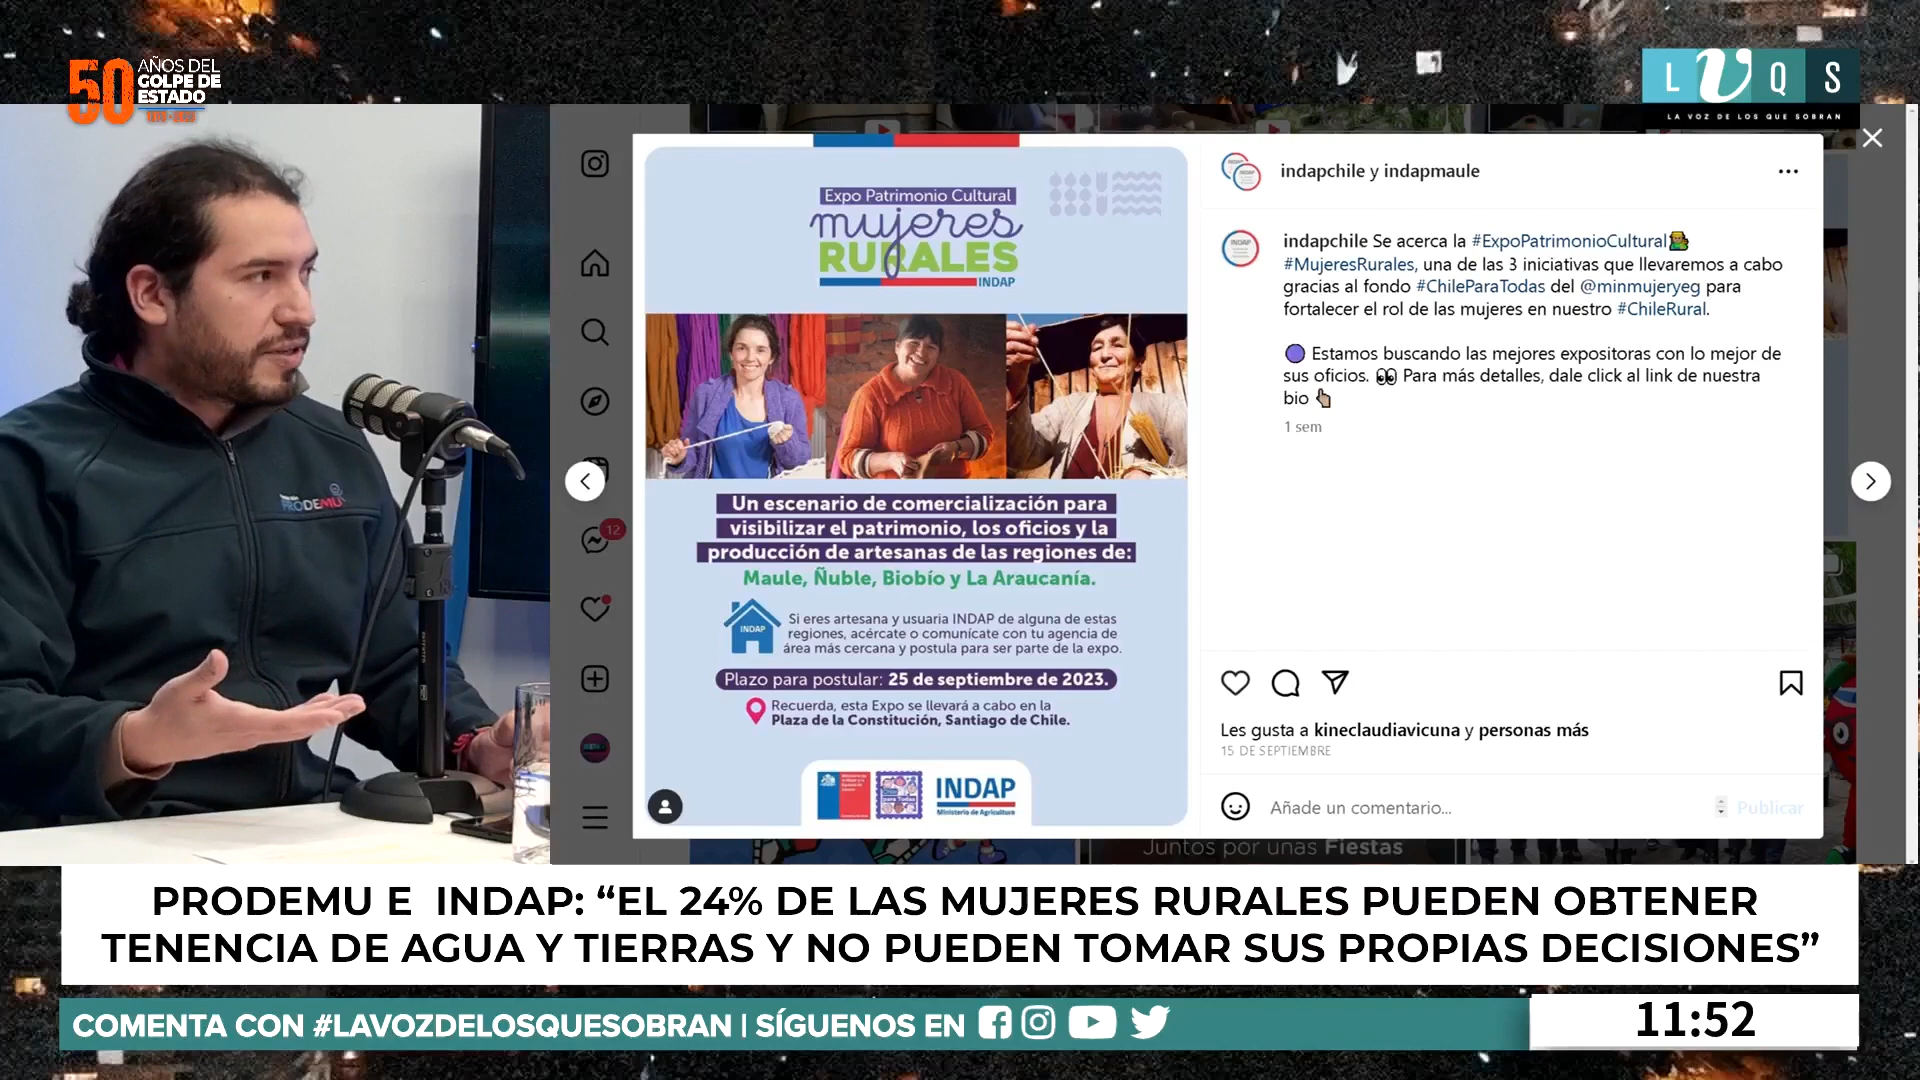 50 AÑOS DEL
GOLPE DE
ESTADO
L V Q S
LA VOZ DE LOS QUE SOBRAN
PRODEMU
12
Expo Patrimonio Cultural
mujeres
RURALES
INDAP
Un escenario de comercialización para
visibilizar el patrimonio, los oficios y la
producción de artesanas de las regiones de:
Maule, Ñuble, Biobío y La Araucanía.
INDAP
Si eres artesana y usuaria INDAP de alguna de estas
regiones, acércate o comunícate con tu agencia de
área más cercana y postula para ser parte de la expo.
Plazo para postular: 25 de septiembre de 2023.
Recuerda, esta Expo se llevará a cabo en la
Plaza de la Constitución, Santiago de Chile.
INDAP
Ministerio de Agricultura
indapchile y indapmaule
indapchile Se acerca la #ExpoPatrimonioCultural
#MujeresRurales, una de las 3 iniciativas que llevaremos a cabo
gracias al fondo #ChileParaTodas del @minmujeryeg para
fortalecer el rol de las mujeres en nuestro #ChileRural.
Estamos buscando las mejores expositoras con lo mejor de
sus oficios. 👀 Para más detalles, dale click al link de nuestra
bio
1 sem
Les gusta a kineclaudiavicuna y personas más
15 DE SEPTIEMBRE
Añade un comentario...
Publicar
Juntos por unas Fiestas
PRODEMU E INDAP: “EL 24% DE LAS MUJERES RURALES PUEDEN OBTENER
TENENCIA DE AGUA Y TIERRAS Y NO PUEDEN TOMAR SUS PROPIAS DECISIONES”
COMENTA CON #LAVOZDELOSQUESOBRAN | SÍGUENOS EN
11:52